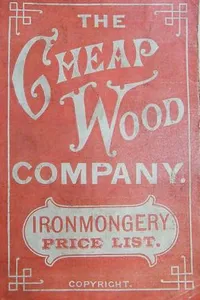 THE
CHEAP
WOOD
COMPANY.
IRONMONGERY
PRICE LIST.
COPYRIGHT.